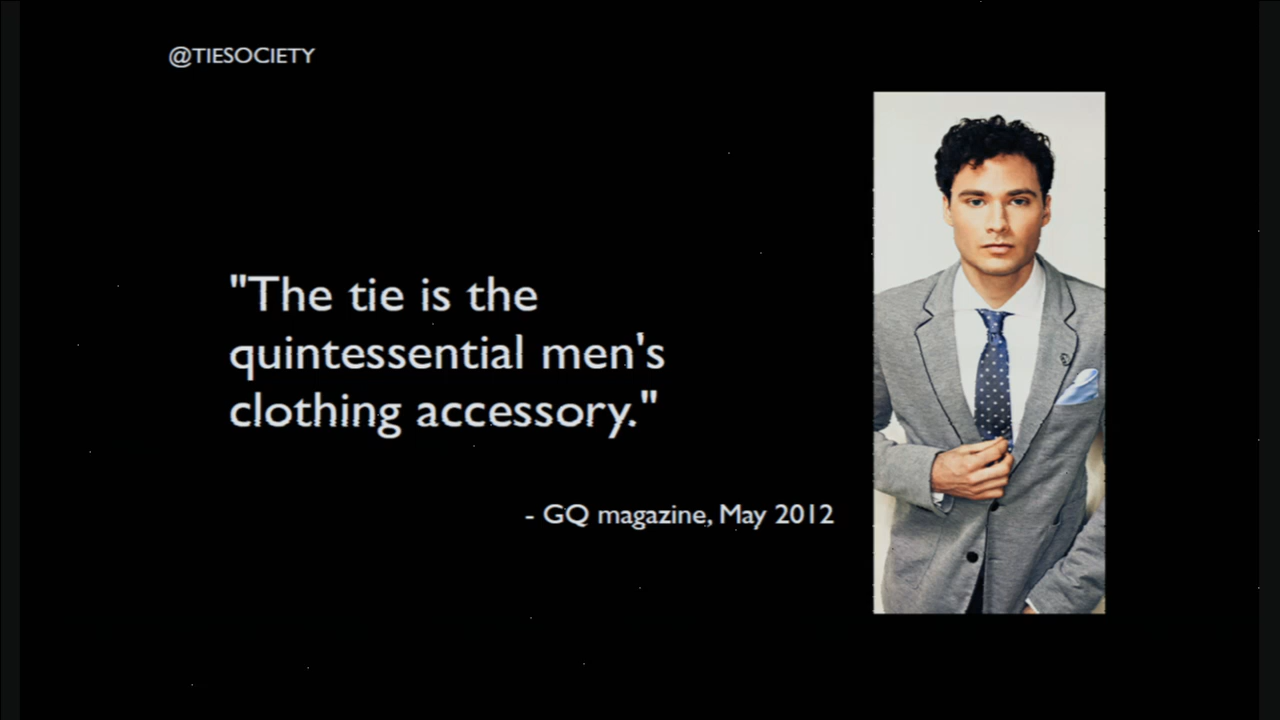 @TIESOCIETY
"The tie is the
quintessential men's
clothing accessory."
- GQ magazine, May 2012